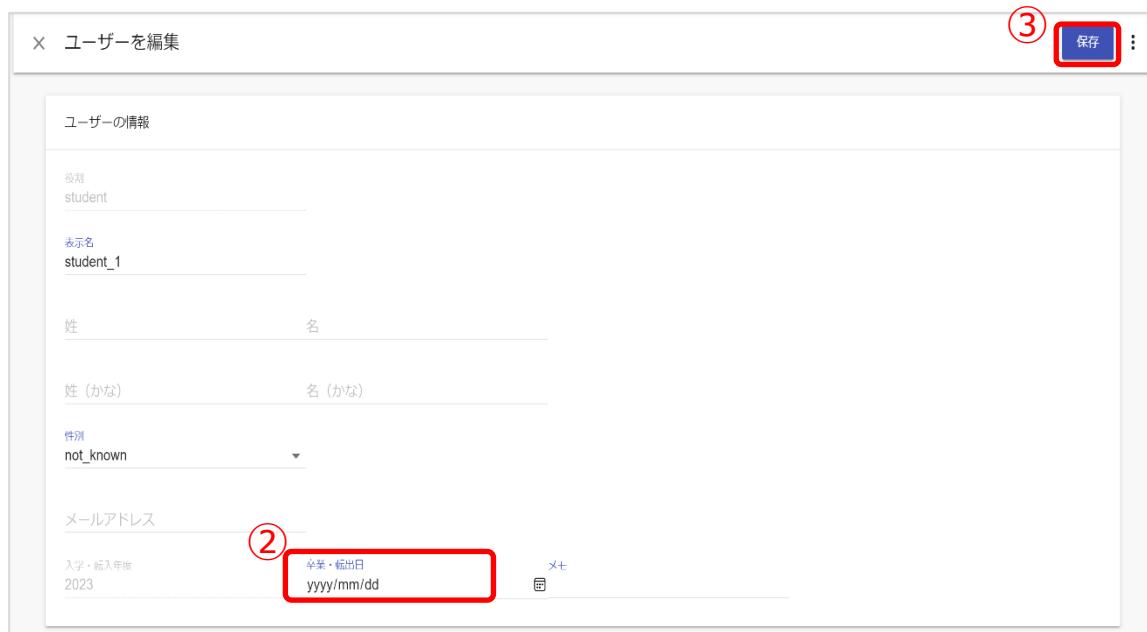 ③
ユーザーを編集
保存
ユーザーの情報
役割
student
表示名
student_1
姓 名
姓（かな） 名（かな）
性別
not_known
メールアドレス
②
入学・転入年度 卒業・転出日 メモ
2023 yyyy/mm/dd